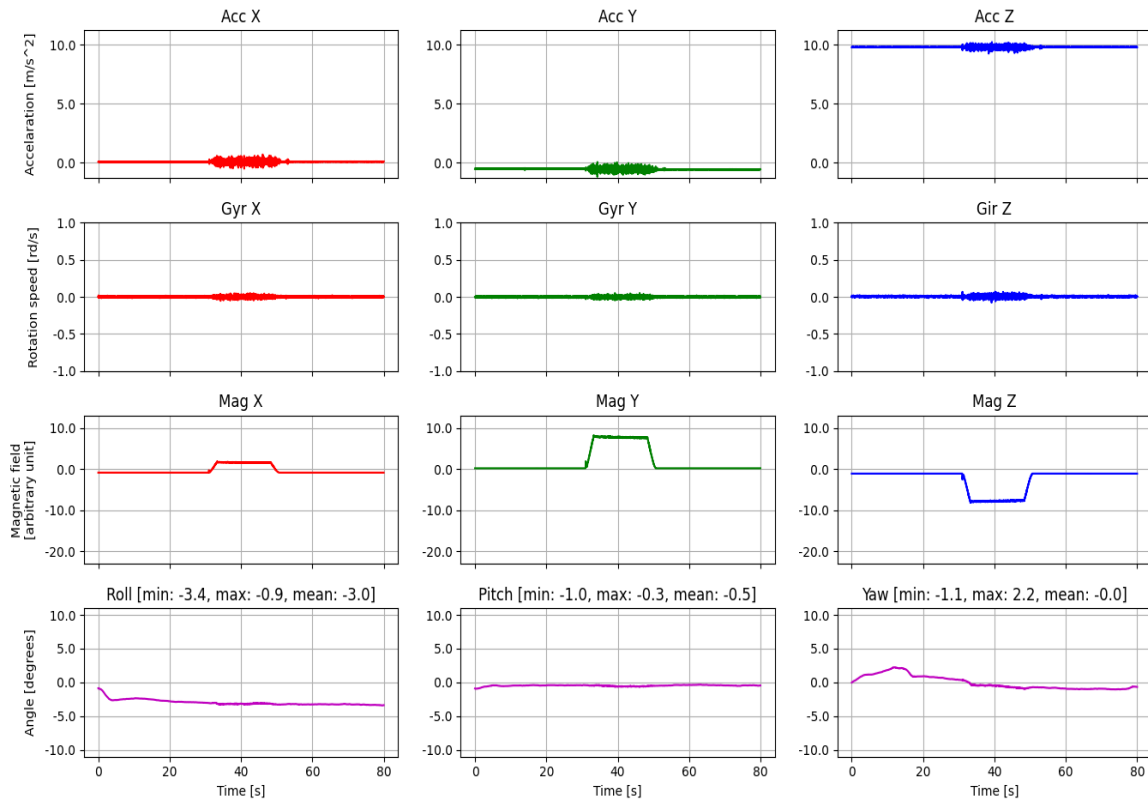 Acc X
Acc Y
Acc Z
Accelaration [m/s^2]
10.0
5.0
0.0
10.0
5.0
0.0
10.0
5.0
0.0
Gyr X
Gyr Y
Gir Z
Rotation speed [rd/s]
1.0
0.5
0.0
-0.5
-1.0
1.0
0.5
0.0
-0.5
-1.0
1.0
0.5
0.0
-0.5
-1.0
Mag X
Mag Y
Mag Z
Magnetic field
[arbitrary unit]
10.0
0.0
-10.0
-20.0
10.0
0.0
-10.0
-20.0
10.0
0.0
-10.0
-20.0
Roll [min: -3.4, max: -0.9, mean: -3.0]
Pitch [min: -1.0, max: -0.3, mean: -0.5]
Yaw [min: -1.1, max: 2.2, mean: -0.0]
Angle [degrees]
10.0
5.0
0.0
-5.0
-10.0
10.0
5.0
0.0
-5.0
-10.0
10.0
5.0
0.0
-5.0
-10.0
0 20 40 60 80
0 20 40 60 80
0 20 40 60 80
Time [s]
Time [s]
Time [s]